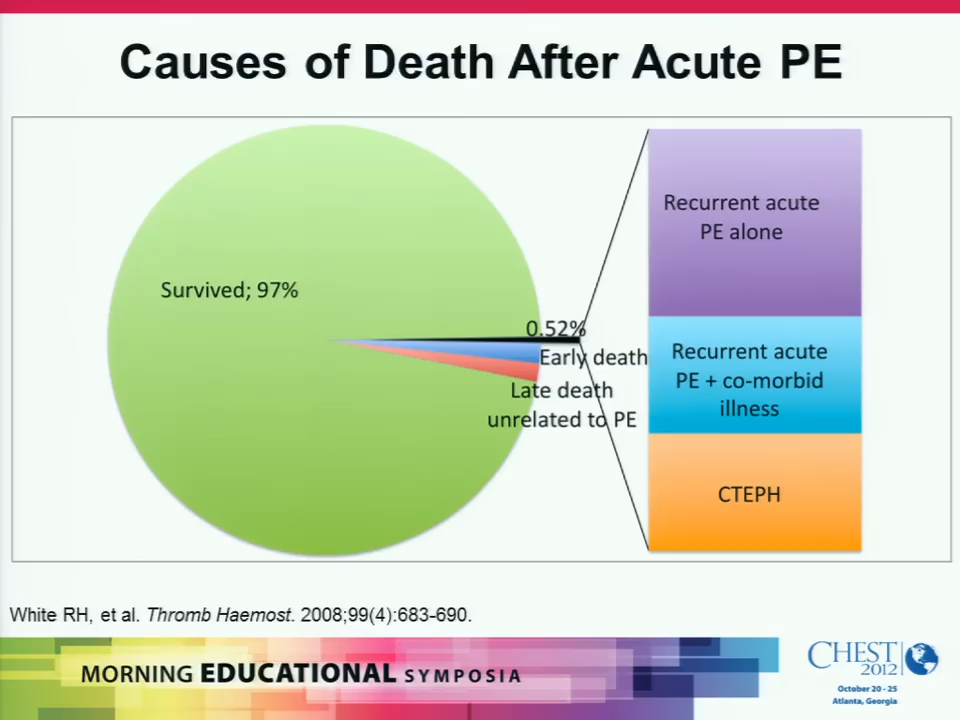 Causes of Death After Acute PE
Survived; 97%
0.52%
Early death
Late death
unrelated to PE
Recurrent acute
PE alone
Recurrent acute
PE + co-morbid
illness
CTEPH
White RH, et al. Thromb Haemost. 2008;99(4):683-690.
MORNING EDUCATIONAL SYMPOSIA
CHEST
2012
October 20 - 25
Atlanta, Georgia